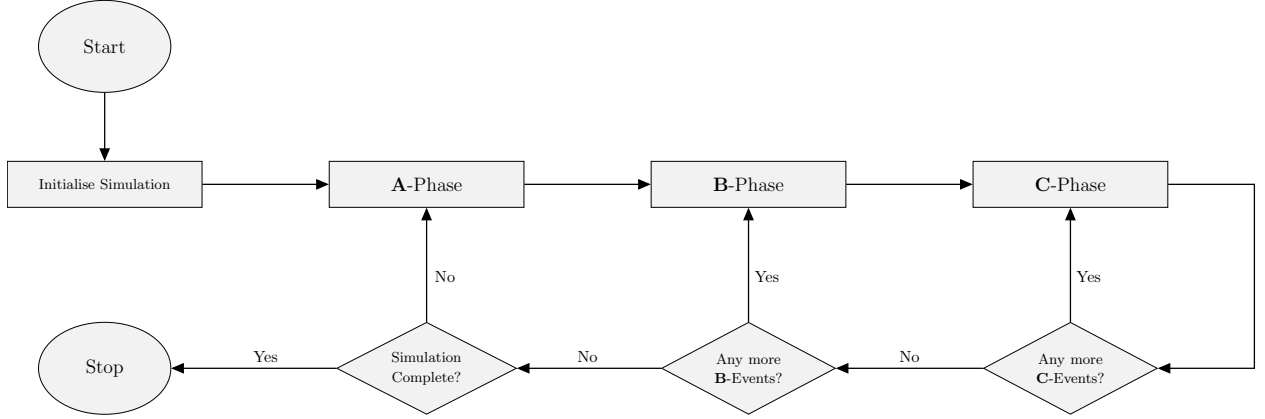 Start
Initialise Simulation
A-Phase
B-Phase
C-Phase
No
Yes
Yes
Stop
Yes
Simulation
Complete?
No
Any more
B-Events?
No
Any more
C-Events?